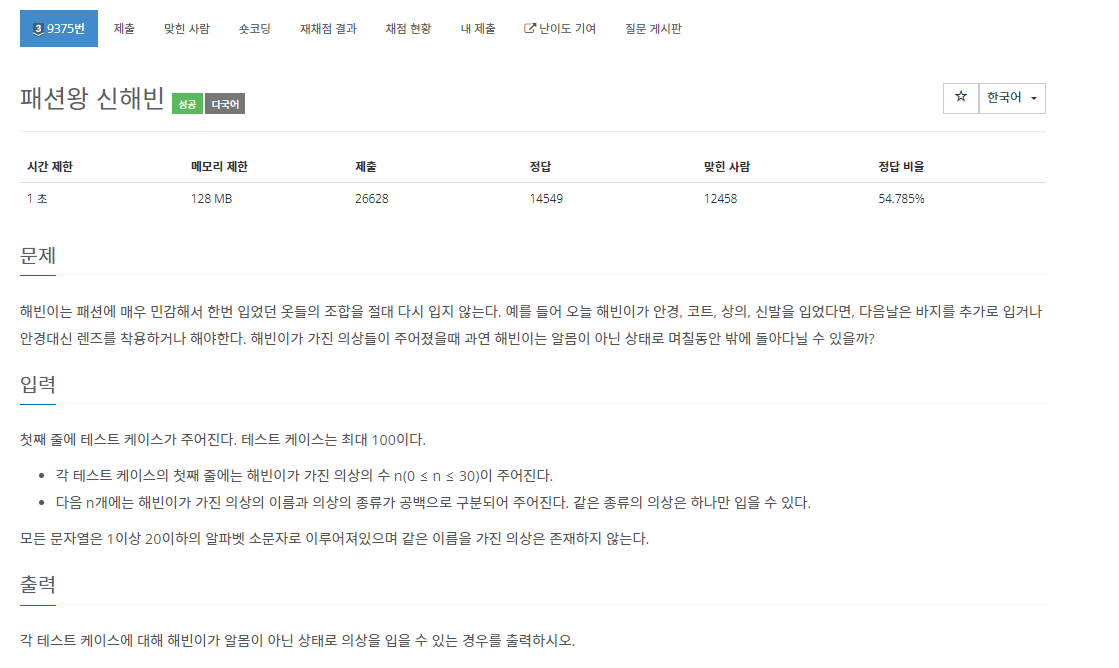 3 9375번 제출 맞힌 사람 숏코딩 재채점 결과 채점 현황 내 제출 난이도 기여 질문 게시판
패션왕 신해빈 성공 다국어 ☆ 한국어
시간 제한 메모리 제한 제출 정답 맞힌 사람 정답 비율
1 초 128 MB 26628 14549 12458 54.785%
문제
해빈이는 패션에 매우 민감해서 한번 입었던 옷들의 조합을 절대 다시 입지 않는다. 예를 들어 오늘 해빈이가 안경, 코트, 상의, 신발을 입었다면, 다음날은 바지를 추가로 입거나
안경대신 렌즈를 착용하거나 해야한다. 해빈이가 가진 의상들이 주어졌을때 과연 해빈이는 알몸이 아닌 상태로 며칠동안 밖에 돌아다닐 수 있을까?
입력
첫째 줄에 테스트 케이스가 주어진다. 테스트 케이스는 최대 100이다.
• 각 테스트 케이스의 첫째 줄에는 해빈이가 가진 의상의 수 n(0 ≤ n ≤ 30)이 주어진다.
• 다음 n개에는 해빈이가 가진 의상의 이름과 의상의 종류가 공백으로 구분되어 주어진다. 같은 종류의 의상은 하나만 입을 수 있다.
모든 문자열은 1이상 20이하의 알파벳 소문자로 이루어져있으며 같은 이름을 가진 의상은 존재하지 않는다.
출력
각 테스트 케이스에 대해 해빈이가 알몸이 아닌 상태로 의상을 입을 수 있는 경우를 출력하시오.